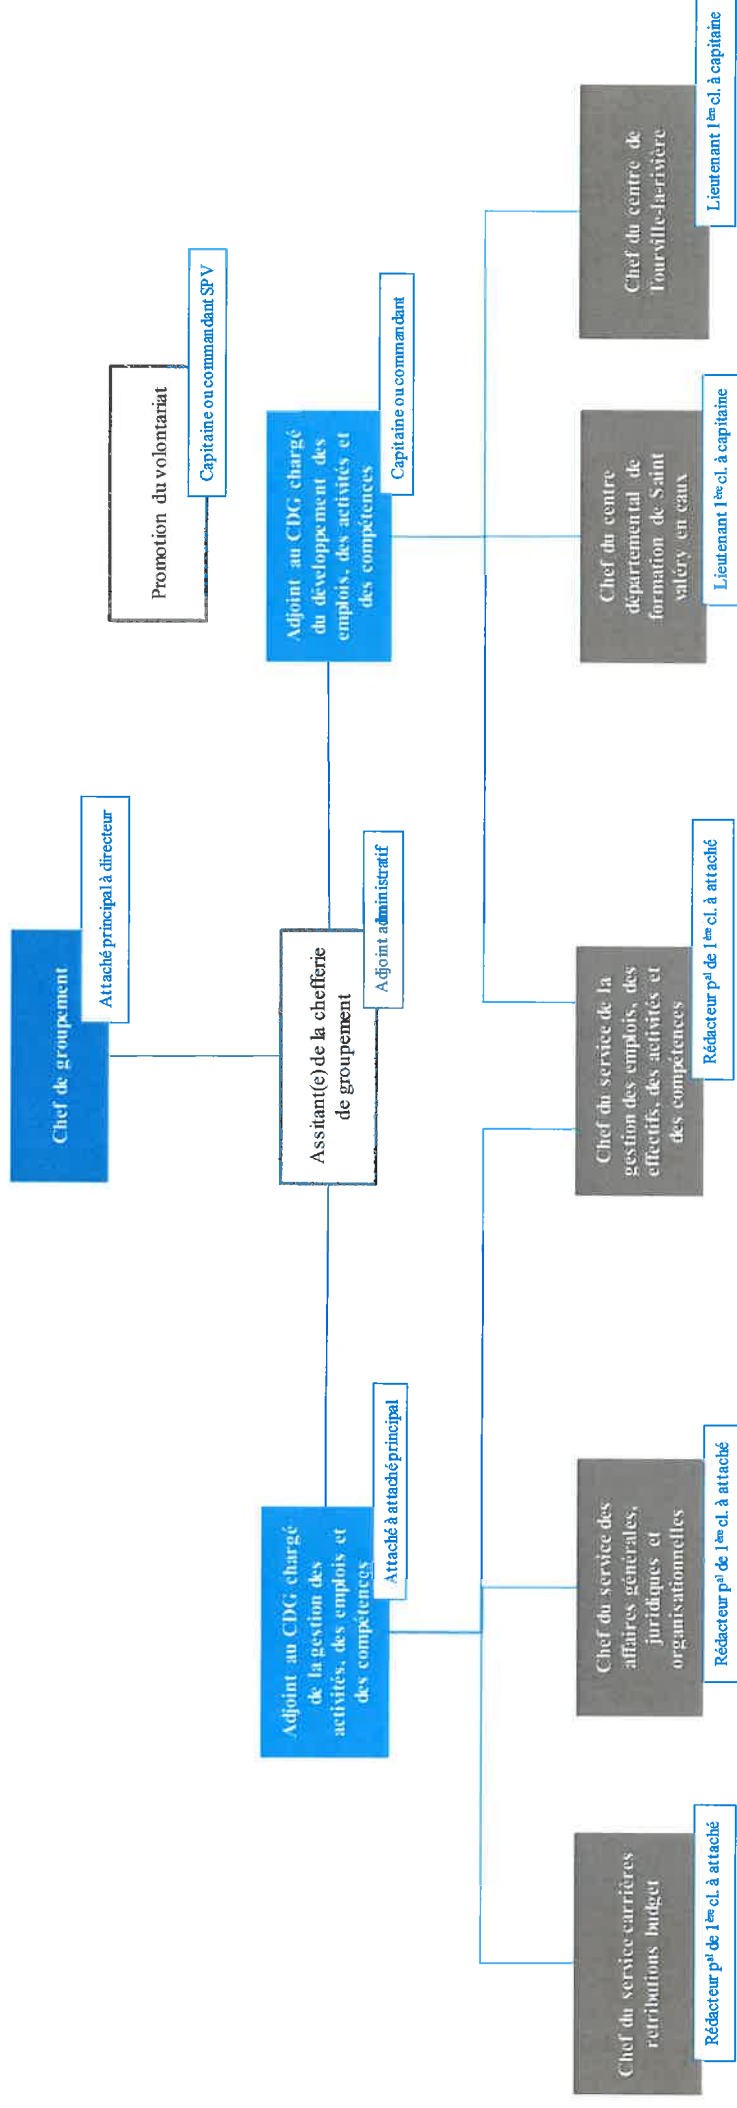 Chef de groupement
Attaché principal à directeur
Promotion du volontariat
Capitaine ou commandant SPV
Assitant(e) de la chefferie
de groupement
Adjoint administratif
Adjoint au CDG chargé
de la gestion des
activités, des emplois et
des compétences
Attaché à attaché principal
Adjoint au CDG chargé
du développement des
emplois, des activités et
des compétences
Capitaine ou commandant
Chef du service carrières
retributions budget
Rédacteur pal de 1ère cl. à attaché
Chef du service des
affaires générales,
juridiques et
organisationnelles
Rédacteur pal de 1ère cl. à attaché
Chef du service de la
gestion des emplois, des
effectifs, des activités et
des compétences
Rédacteur pal de 1ère cl. à attaché
Chef du centre
départemental de
formation de Saint
valéry en caux
Lieutenant 1ère cl. à capitaine
Chef du centre de
Tourville-la-rivière
Lieutenant 1ère cl. à capitaine